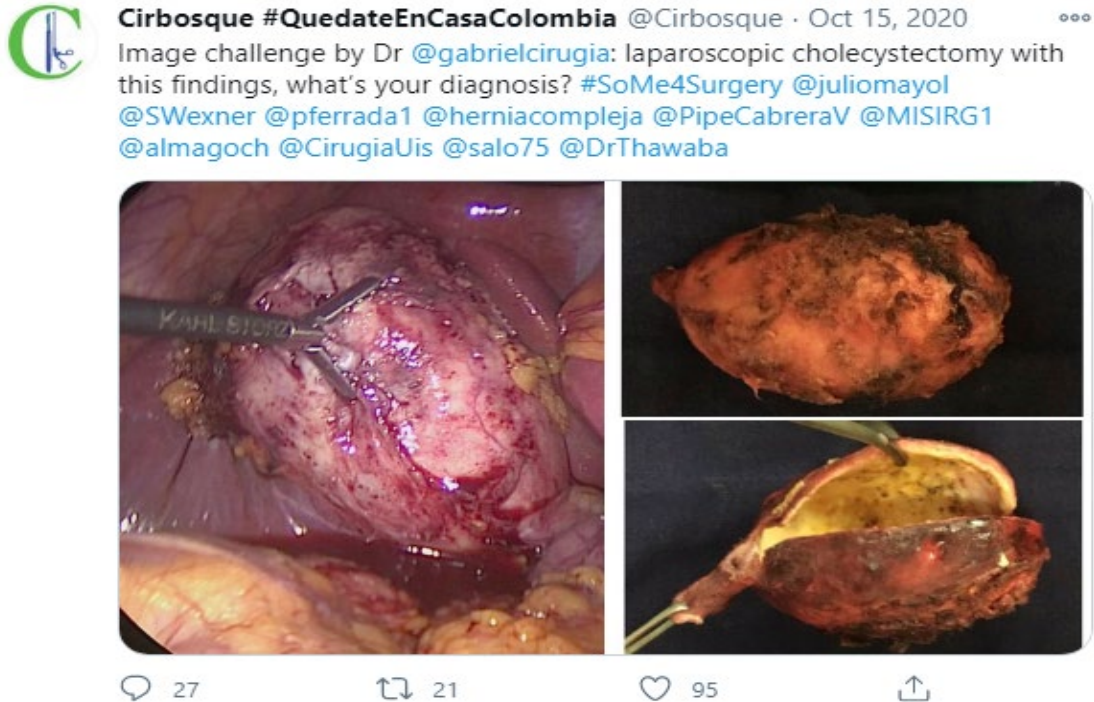 Cirbosque #QuedateEnCasaColombia @Cirbosque · Oct 15, 2020
Image challenge by Dr @gabrielcirugia: laparoscopic cholecystectomy with
this findings, what's your diagnosis? #SoMe4Surgery @juliomayol
@SWexner @pferrada1 @herniacompleja @PipeCabreraV @MISIRG1
@almagoch @CirugiaUis @salo75 @DrThawaba
KARL STORZ
27 21 95